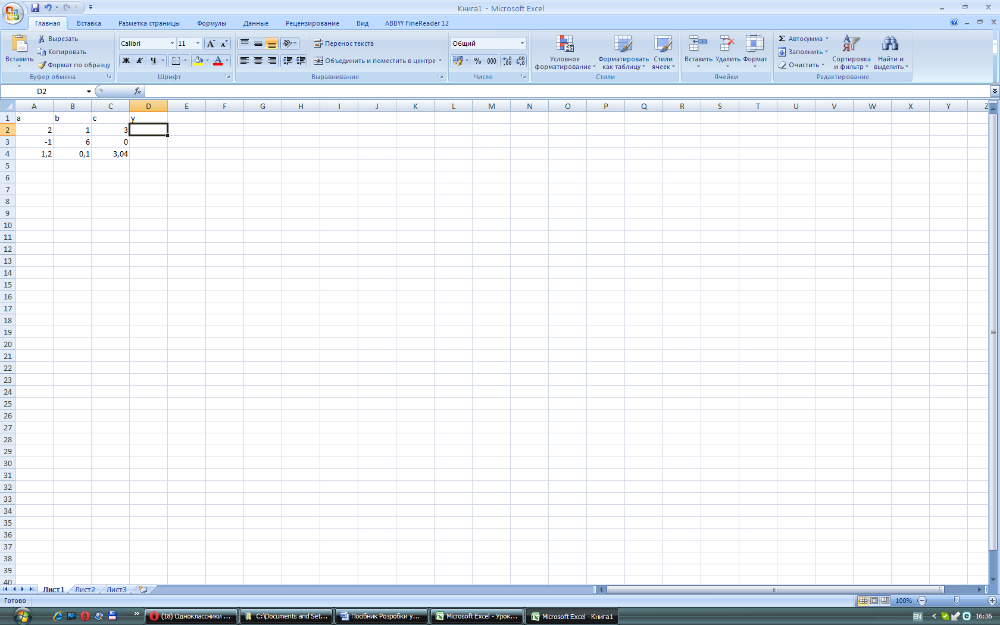 Книга1 - Microsoft Excel
Главная Вставка Разметка страницы Формулы Данные Рецензирование Вид ABBYY FineReader 12
Вставить
Вырезать
Копировать
Формат по образцу
Буфер обмена
Calibri 11
Ж К Ч
А
Шрифт
Перенос текста
Объединить и поместить в центре
Выравнивание
Общий
% 000 ,00 ,00
Число
Условное форматирование
Форматировать как таблицу
Стили ячеек
Стили
Вставить Удалить Формат
Ячейки
Σ Автосумма
Заполнить
Очистить
Сортировка и фильтр
Найти и выделить
Редактирование
D2 fx
A B C D E F G H I J K L M N O P Q R S T U V W X Y Z
1 a b c y
2 2 1 3
3 -1 6 0
4 1,2 0,1 3,04
5
6
7
8
9
10
11
12
13
14
15
16
17
18
19
20
21
22
23
24
25
26
27
28
29
30
31
32
33
34
35
36
37
38
39
40
Лист1 Лист2 Лист3
Готово 100%
(18) Одноклассники ... C:\Documents and Set... Посібник Розробки у... Microsoft Excel - Урок... Microsoft Excel - Книга1 EN 16:36